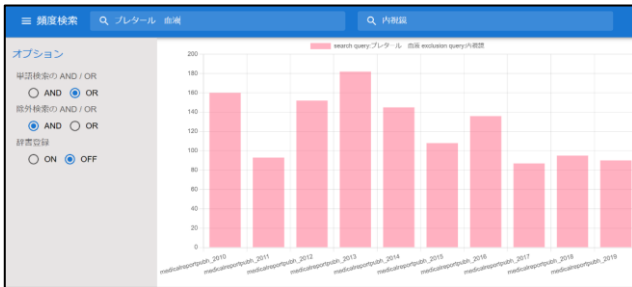 頻度検索
プレタール 血漏
内視鏡
オプション
単語検索の AND / OR
AND OR
除外検索の AND / OR
AND OR
辞書登録
ON OFF
search query:プレタール 血漏 exclusion query:内視鏡
200
180
160
140
120
100
80
60
40
20
0
medicalreportpubh_2010
medicalreportpubh_2011
medicalreportpubh_2012
medicalreportpubh_2013
medicalreportpubh_2014
medicalreportpubh_2015
medicalreportpubh_2016
medicalreportpubh_2017
medicalreportpubh_2018
medicalreportpubh_2019